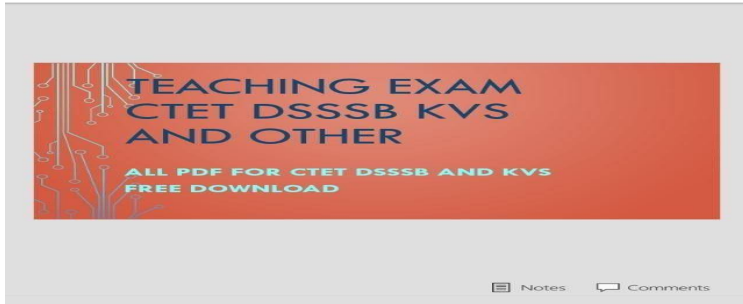 TEACHING EXAM
CTET DSSSB KVS
AND OTHER
ALL PDF FOR CTET DSSSB AND KVS
FREE DOWNLOAD
Notes Comments